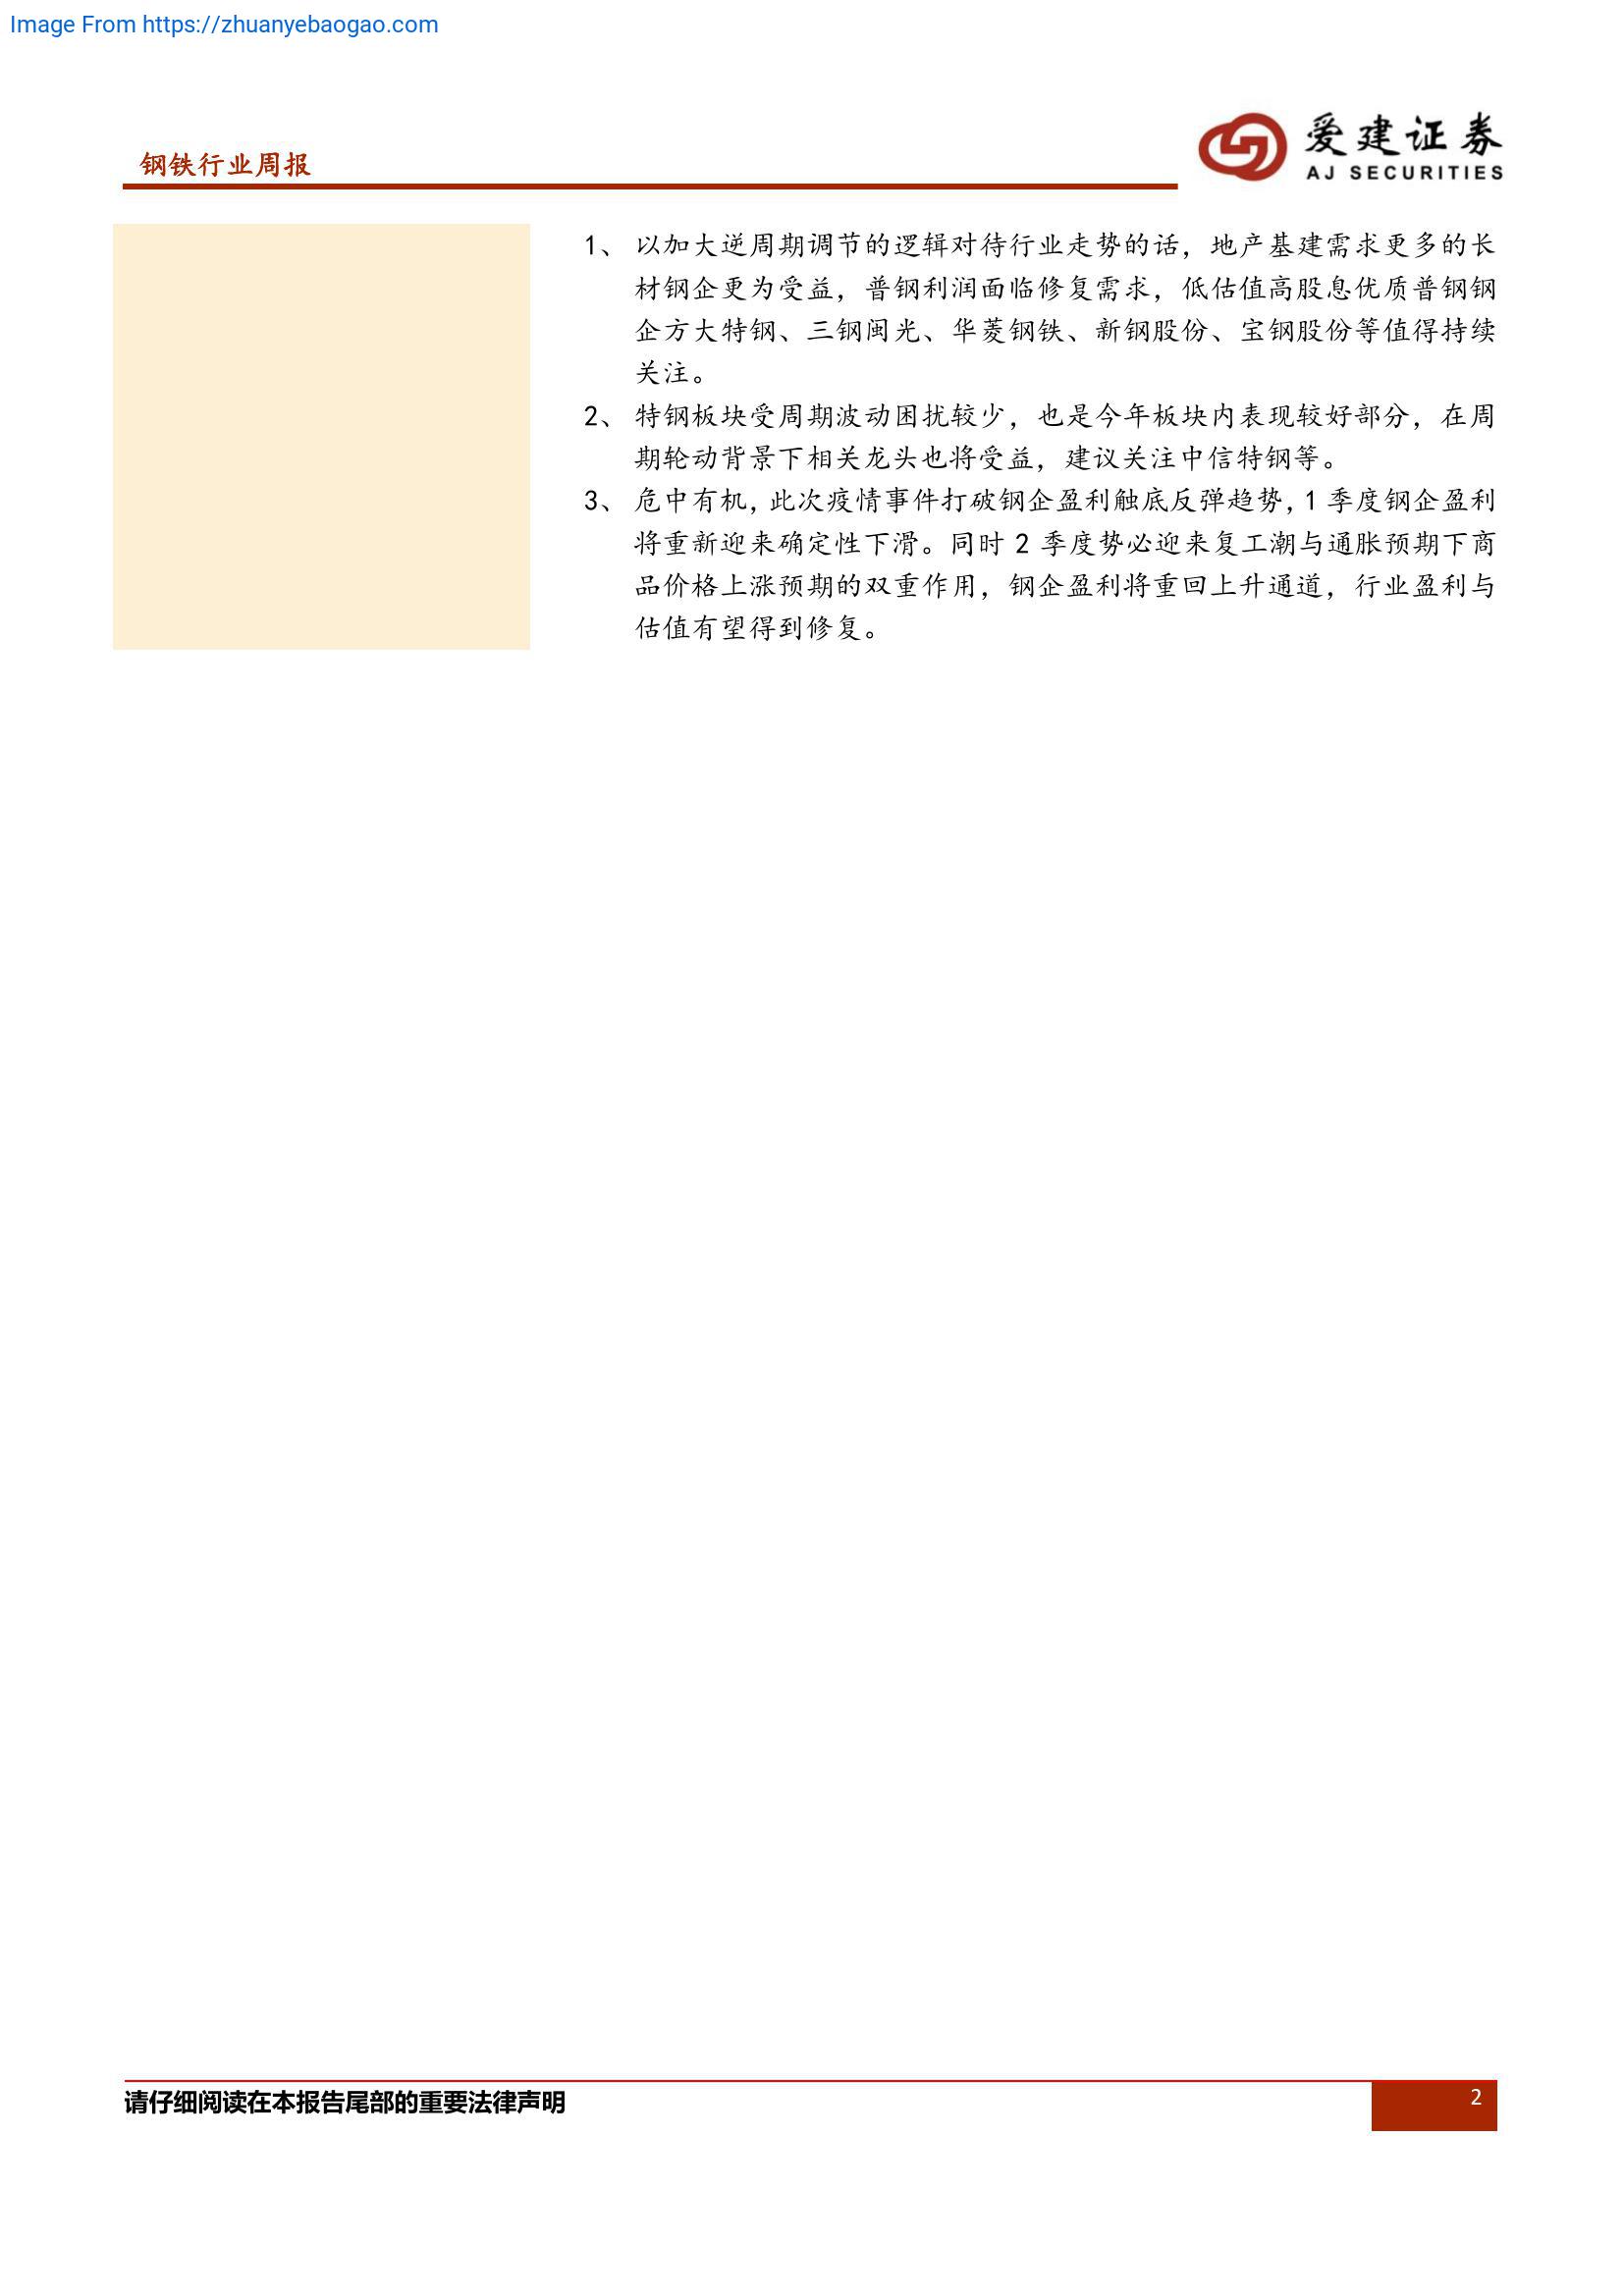 Image From https://zhuanyebaogao.com
钢铁行业周报
爱建证券
AJ SECURITIES
1、 以加大逆周期调节的逻辑对待行业走势的话，地产基建需求更多的长
材钢企更为受益，普钢利润面临修复需求，低估值高股息优质普钢钢
企方大特钢、三钢闽光、华菱钢铁、新钢股份、宝钢股份等值得持续
关注。
2、 特钢板块受周期波动困扰较少，也是今年板块内表现较好部分，在周
期轮动背景下相关龙头也将受益，建议关注中信特钢等。
3、 危中有机，此次疫情事件打破钢企盈利触底反弹趋势，1 季度钢企盈利
将重新迎来确定性下滑。同时 2 季度势必迎来复工潮与通胀预期下商
品价格上涨预期的双重作用，钢企盈利将重回上升通道，行业盈利与
估值有望得到修复。
请仔细阅读在本报告尾部的重要法律声明
2